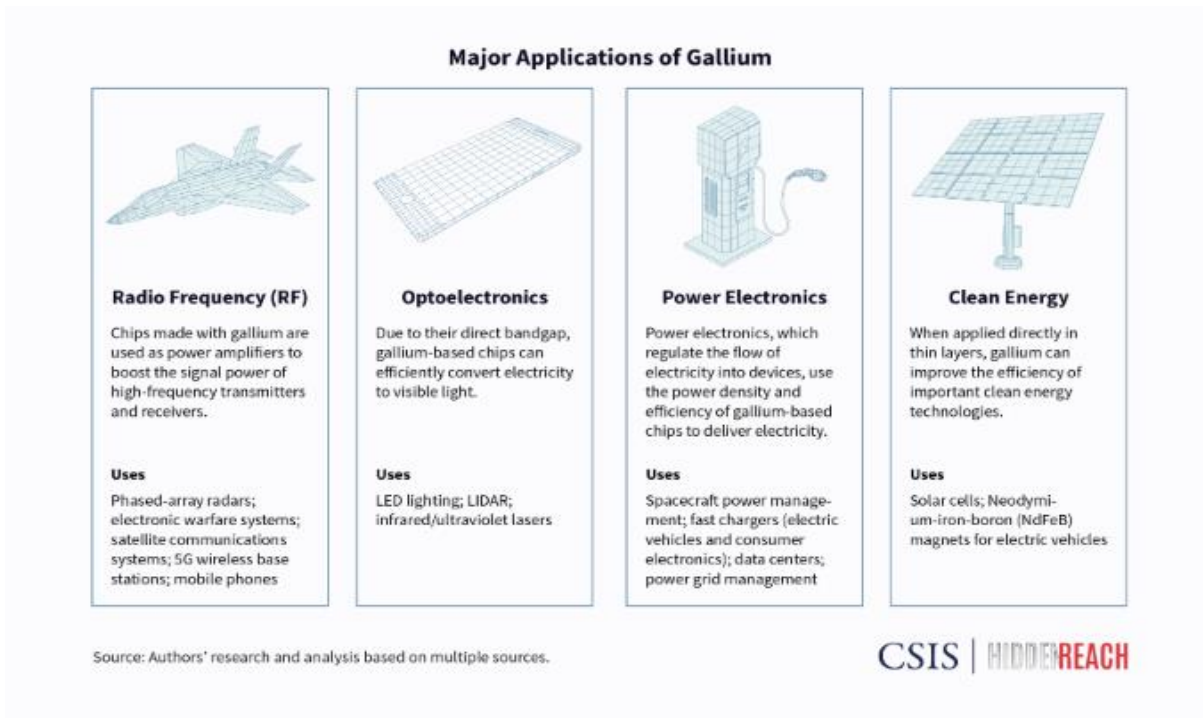 Major Applications of Gallium
Radio Frequency (RF)
Chips made with gallium are
used as power amplifiers to
boost the signal power of
high-frequency transmitters
and receivers.
Uses
Phased-array radars;
electronic warfare systems;
satellite communications
systems; 5G wireless base
stations; mobile phones
Optoelectronics
Due to their direct bandgap,
gallium-based chips can
efficiently convert electricity
to visible light.
Uses
LED lighting; LIDAR;
infrared/ultraviolet lasers
Power Electronics
Power electronics, which
regulate the flow of
electricity into devices, use
the power density and
efficiency of gallium-based
chips to deliver electricity.
Uses
Spacecraft power manage-
ment; fast chargers (electric
vehicles and consumer
electronics); data centers;
power grid management
Clean Energy
When applied directly in
thin layers, gallium can
improve the efficiency of
important clean energy
technologies.
Uses
Solar cells; Neodymi-
um-iron-boron (NdFeB)
magnets for electric vehicles
Source: Authors' research and analysis based on multiple sources.
CSIS | HIDDENREACH